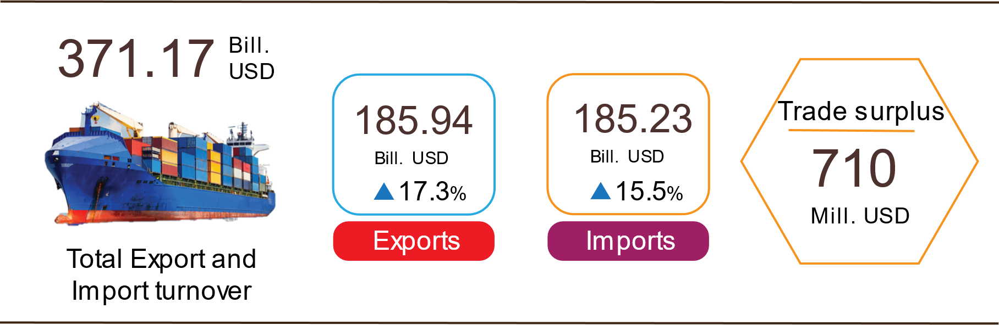 371.17 Bill.
USD
Total Export and
Import turnover
185.94
Bill. USD
17.3%
Exports
185.23
Bill. USD
15.5%
Imports
Trade surplus
710
Mill. USD